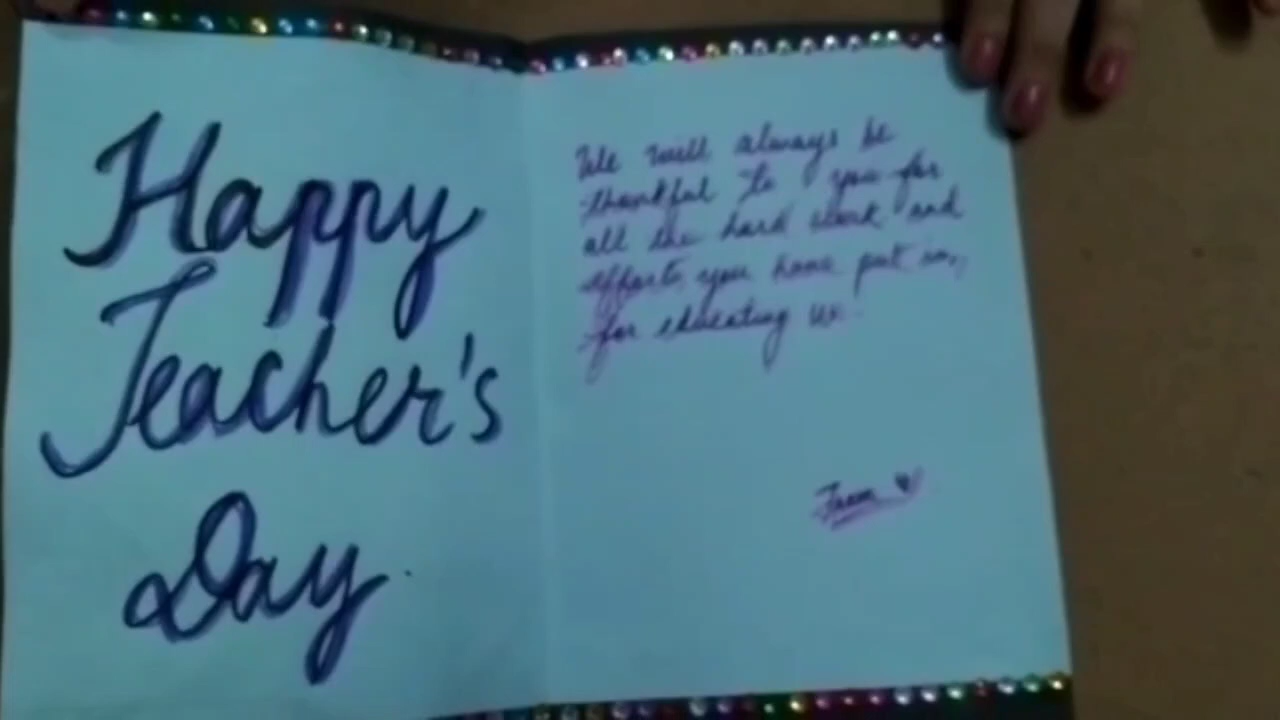 Happy
Teacher's
Day
We will always be
thankful to you for
all the hard work and
efforts you have put in,
for educating us.
From